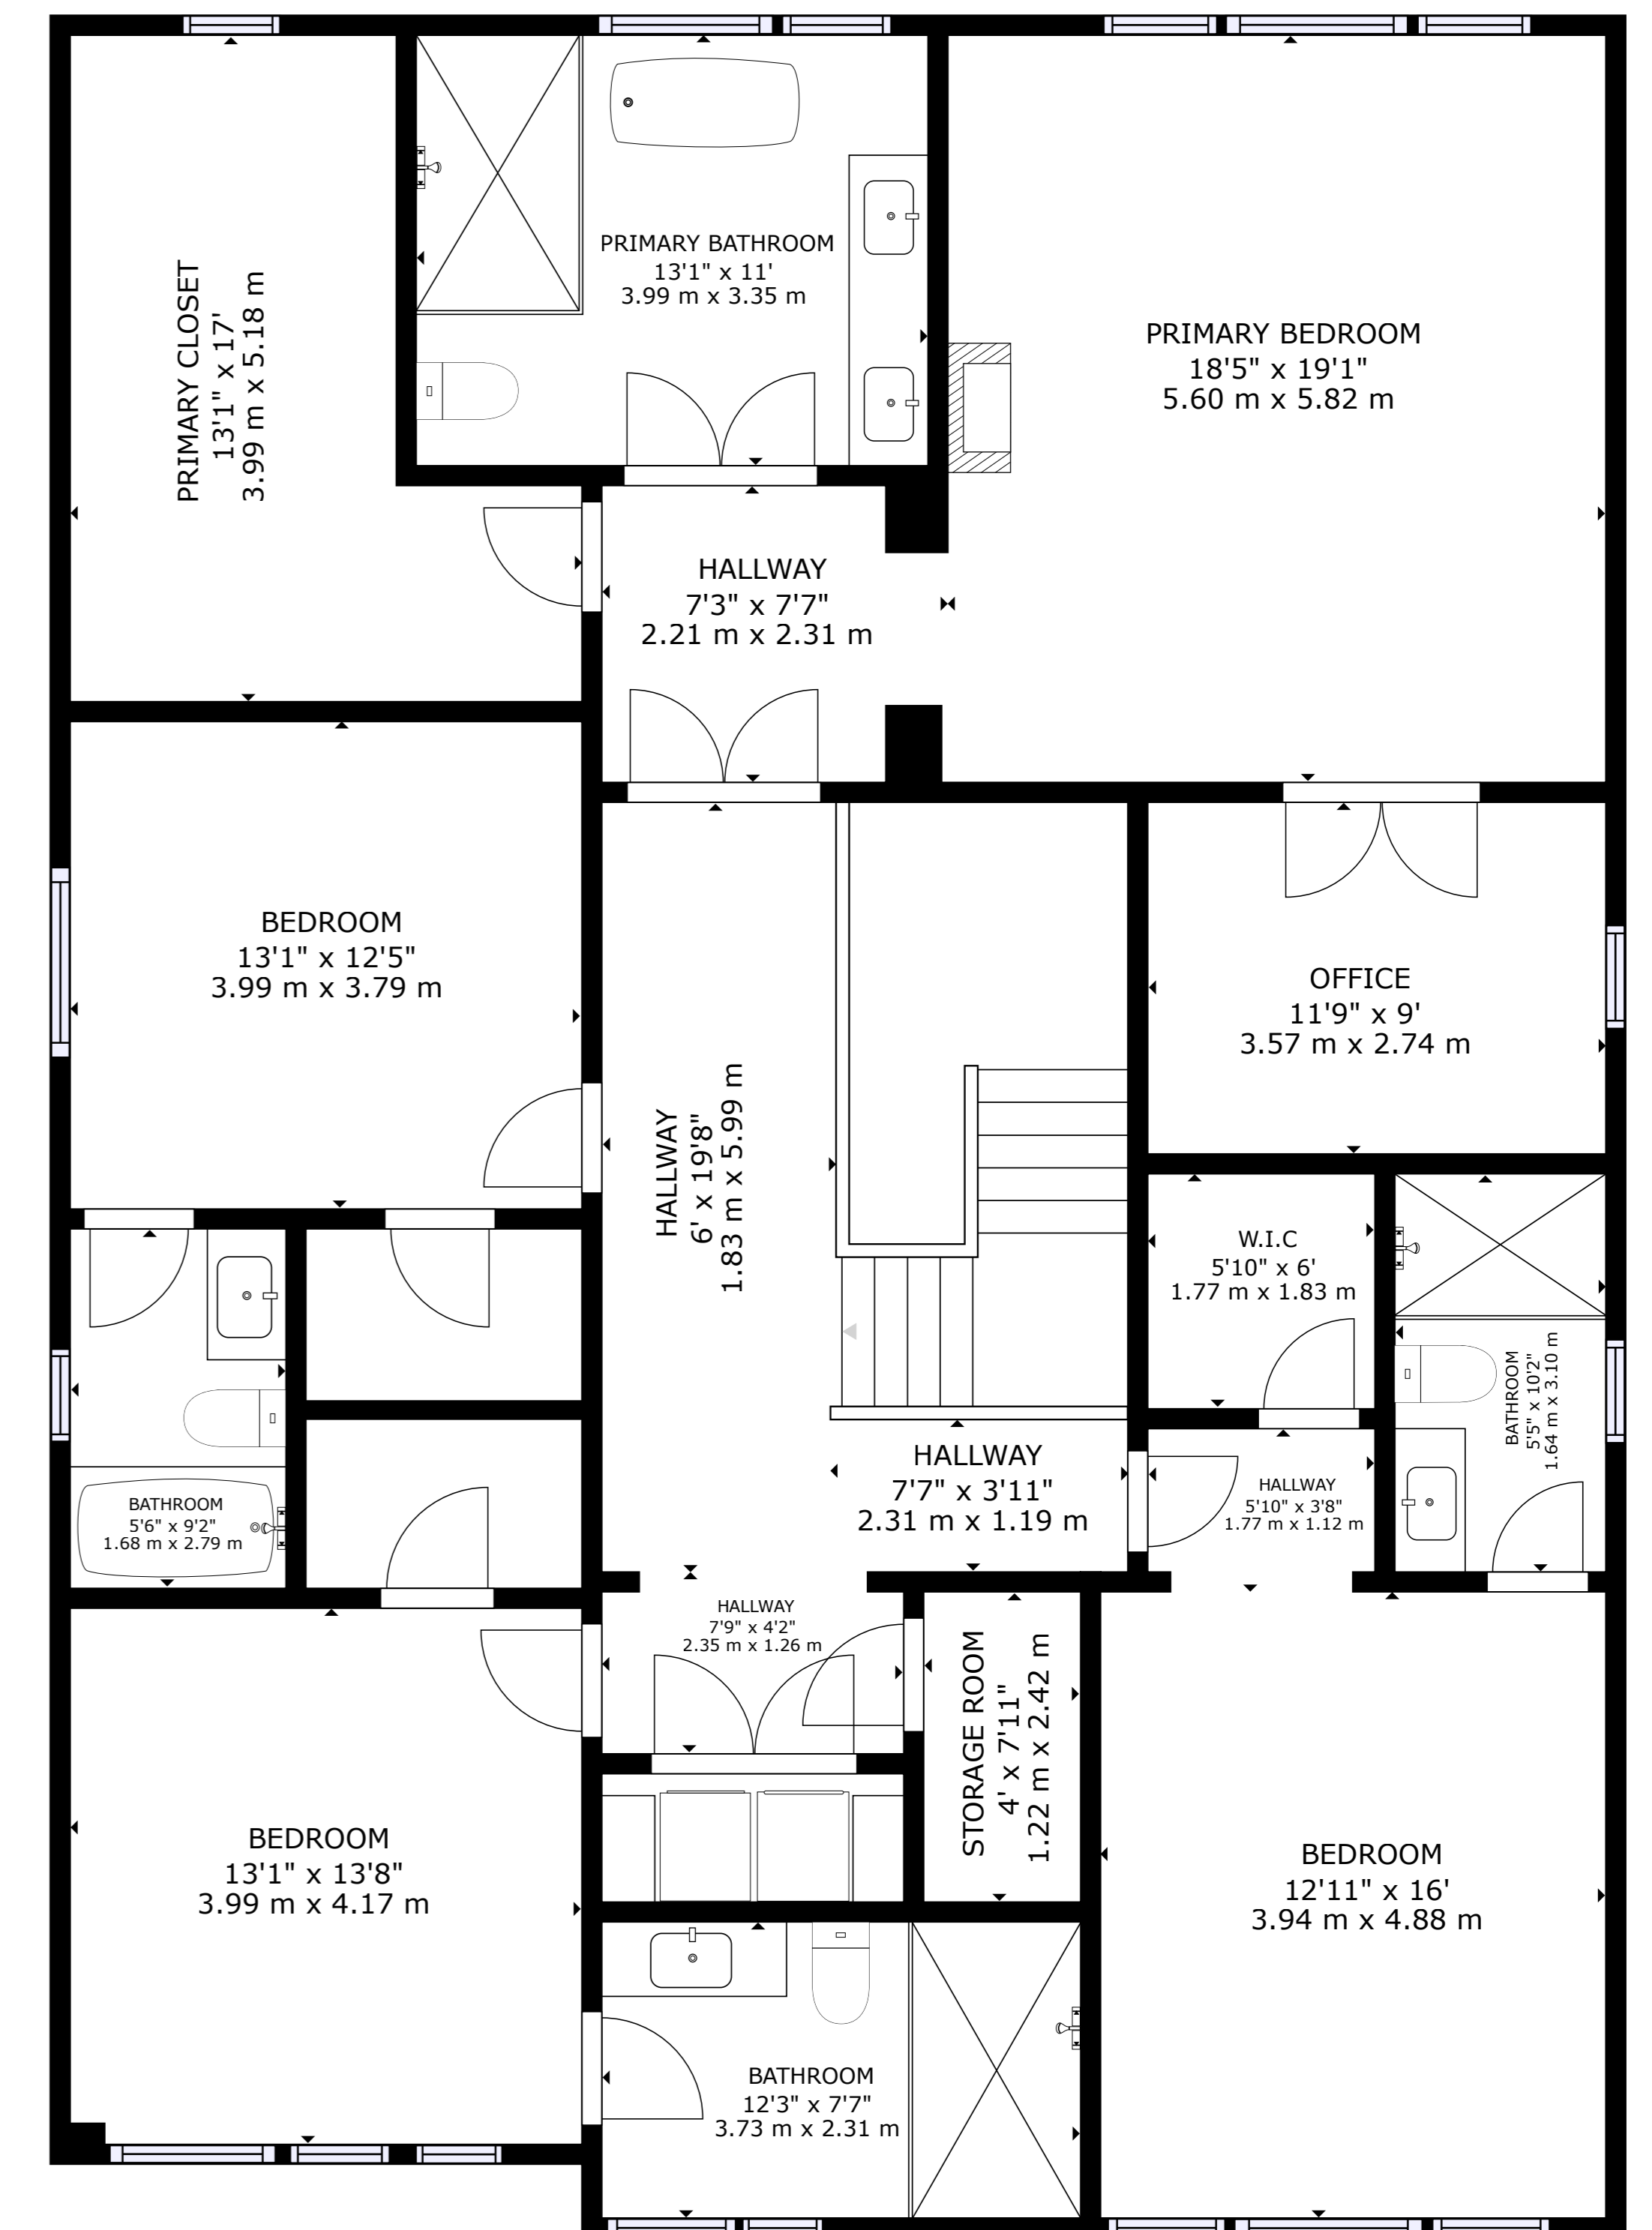 PRIMARY CLOSET
13'1" x 17'
3.99 m x 5.18 m
PRIMARY BATHROOM
13'1" x 11'
3.99 m x 3.35 m
PRIMARY BEDROOM
18'5" x 19'1"
5.60 m x 5.82 m
HALLWAY
7'3" x 7'7"
2.21 m x 2.31 m
BEDROOM
13'1" x 12'5"
3.99 m x 3.79 m
HALLWAY
6' x 19'8"
1.83 m x 5.99 m
OFFICE
11'9" x 9'
3.57 m x 2.74 m
W.I.C
5'10" x 6'
1.77 m x 1.83 m
BATHROOM
5'5" x 10'2"
1.64 m x 3.10 m
BATHROOM
5'6" x 9'2"
1.68 m x 2.79 m
HALLWAY
7'7" x 3'11"
2.31 m x 1.19 m
HALLWAY
5'10" x 3'8"
1.77 m x 1.12 m
HALLWAY
7'9" x 4'2"
2.35 m x 1.26 m
STORAGE ROOM
4' x 7'11"
1.22 m x 2.42 m
BEDROOM
13'1" x 13'8"
3.99 m x 4.17 m
BEDROOM
12'11" x 16'
3.94 m x 4.88 m
BATHROOM
12'3" x 7'7"
3.73 m x 2.31 m